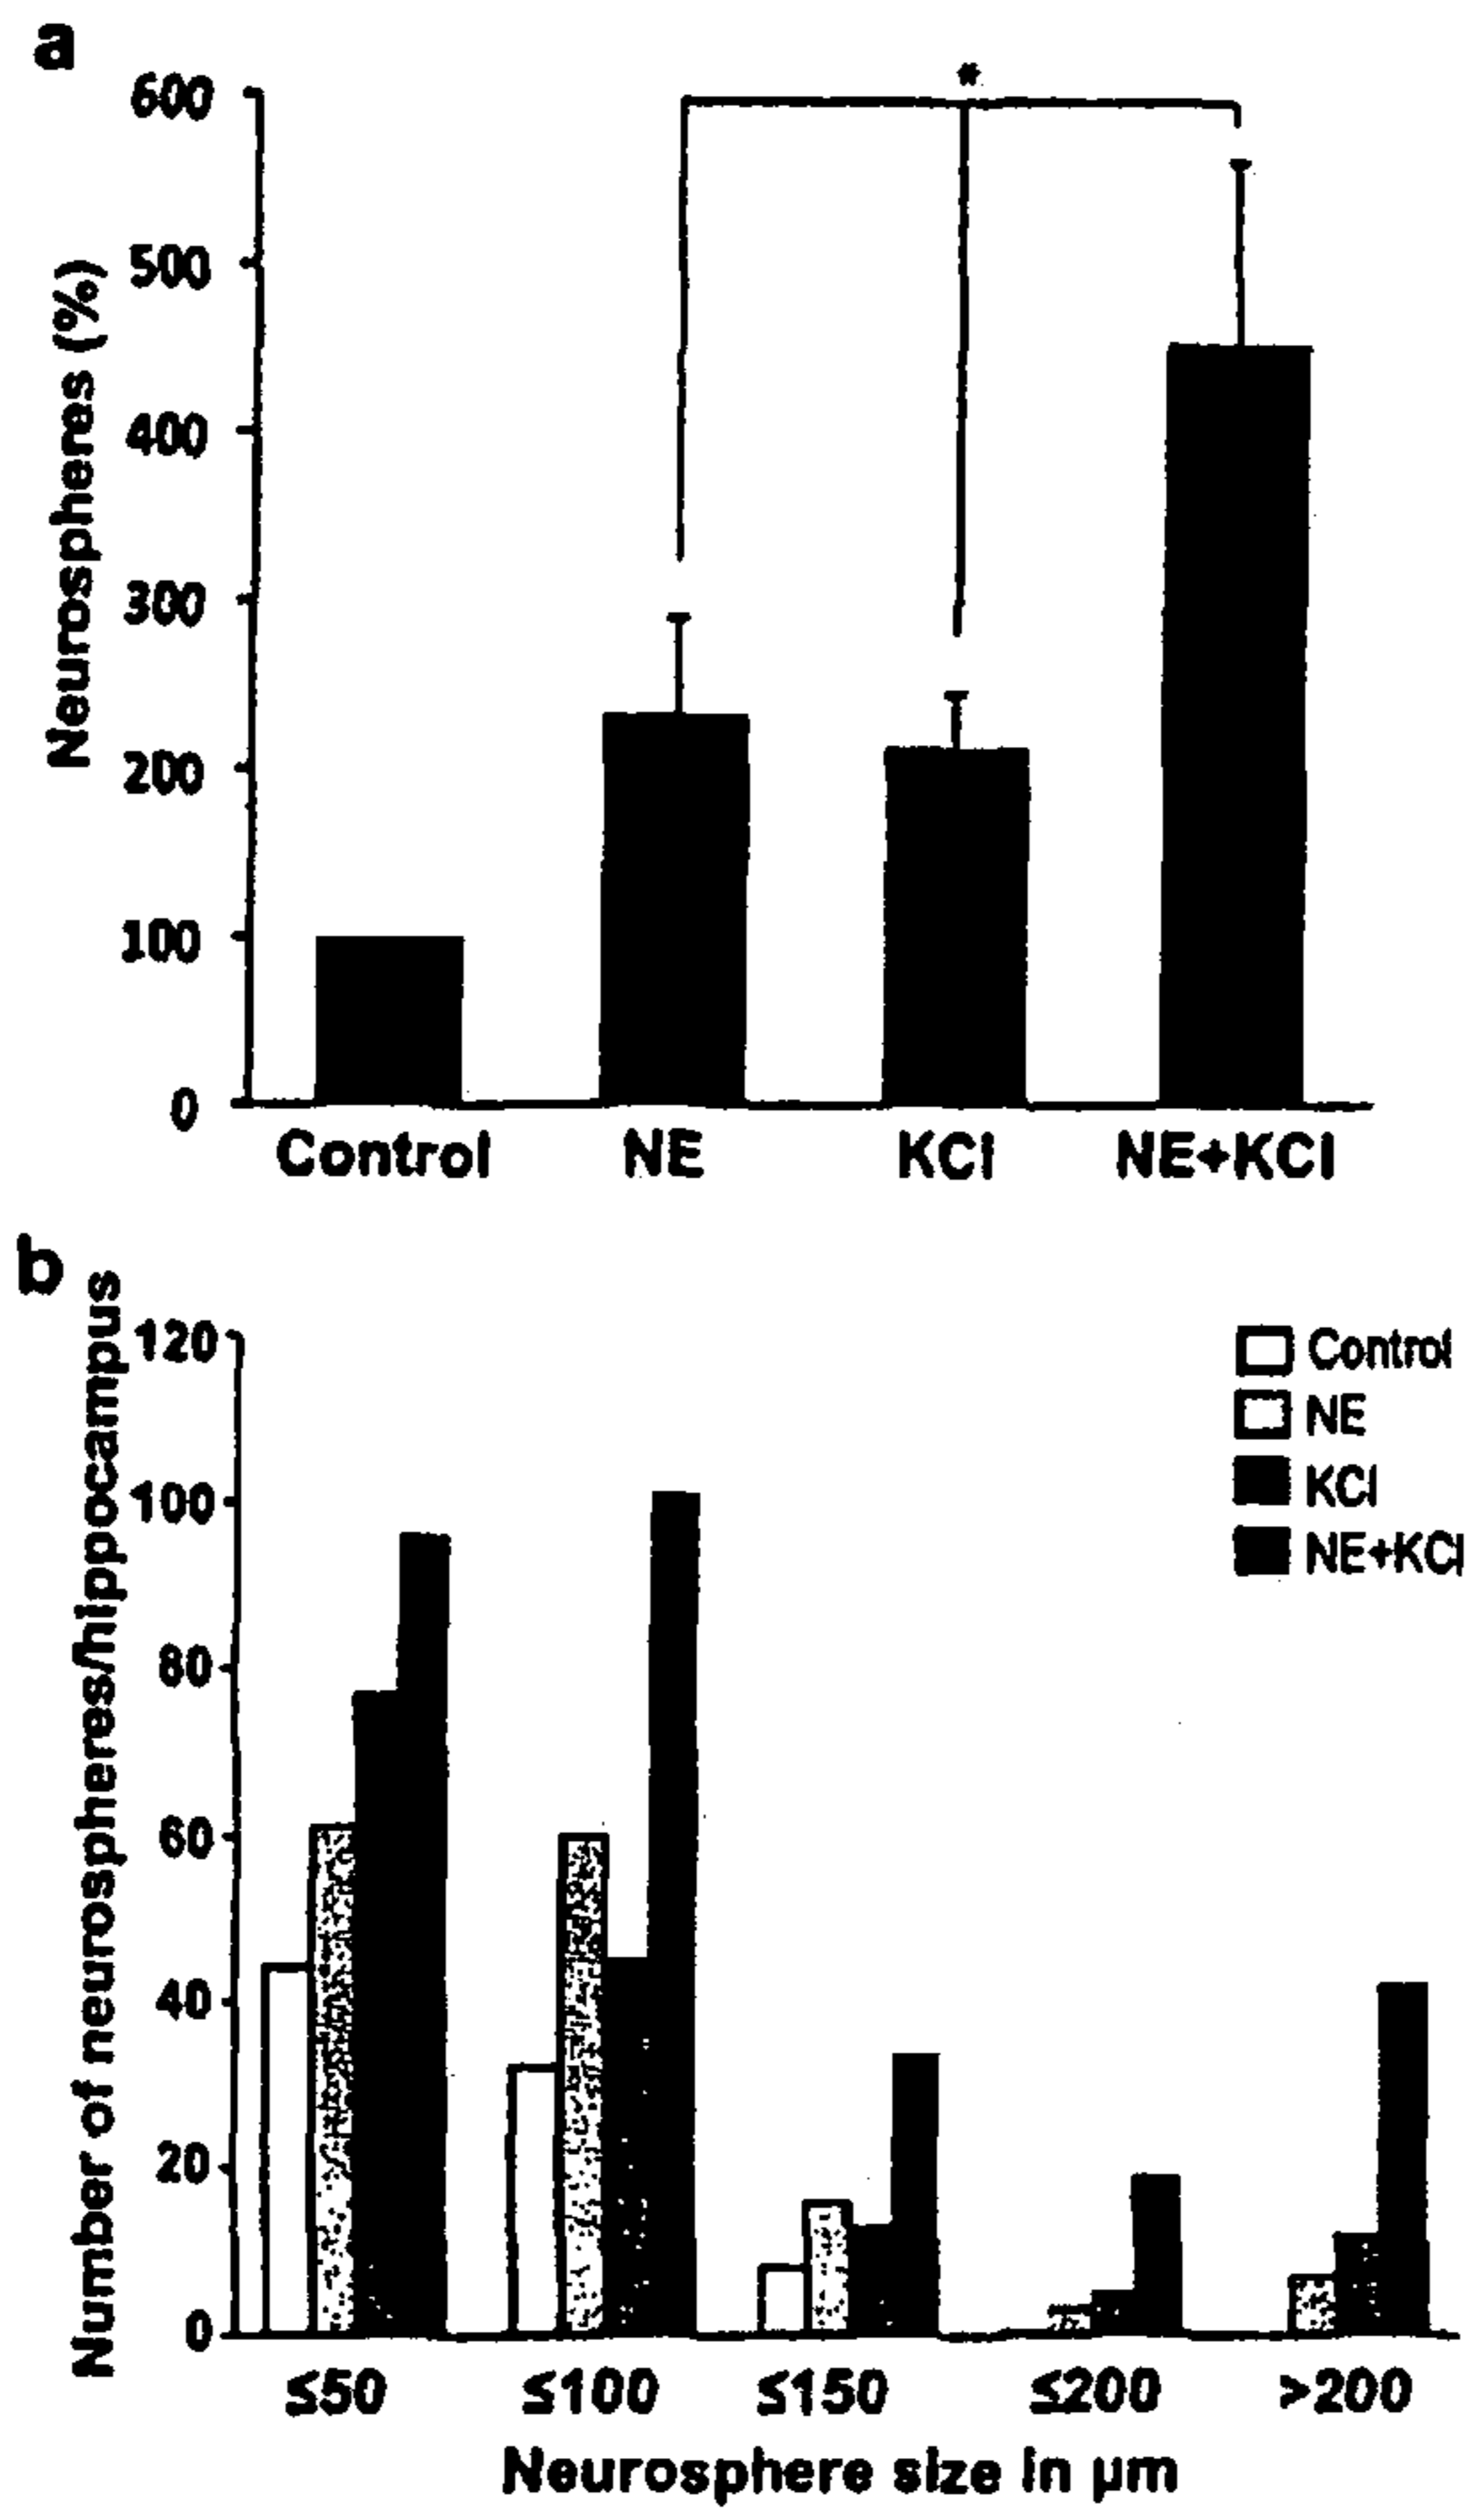 a
*
600
500
400
300
200
100
0
Neurospheres (%)
Control NE KCl NE+KCl
b
120
100
80
60
40
20
0
Number of neurospheres/hippocampus
Control
NE
KCl
NE+KCl
≤50 ≤100 ≤150 ≤200 >200
Neurosphere size in µm